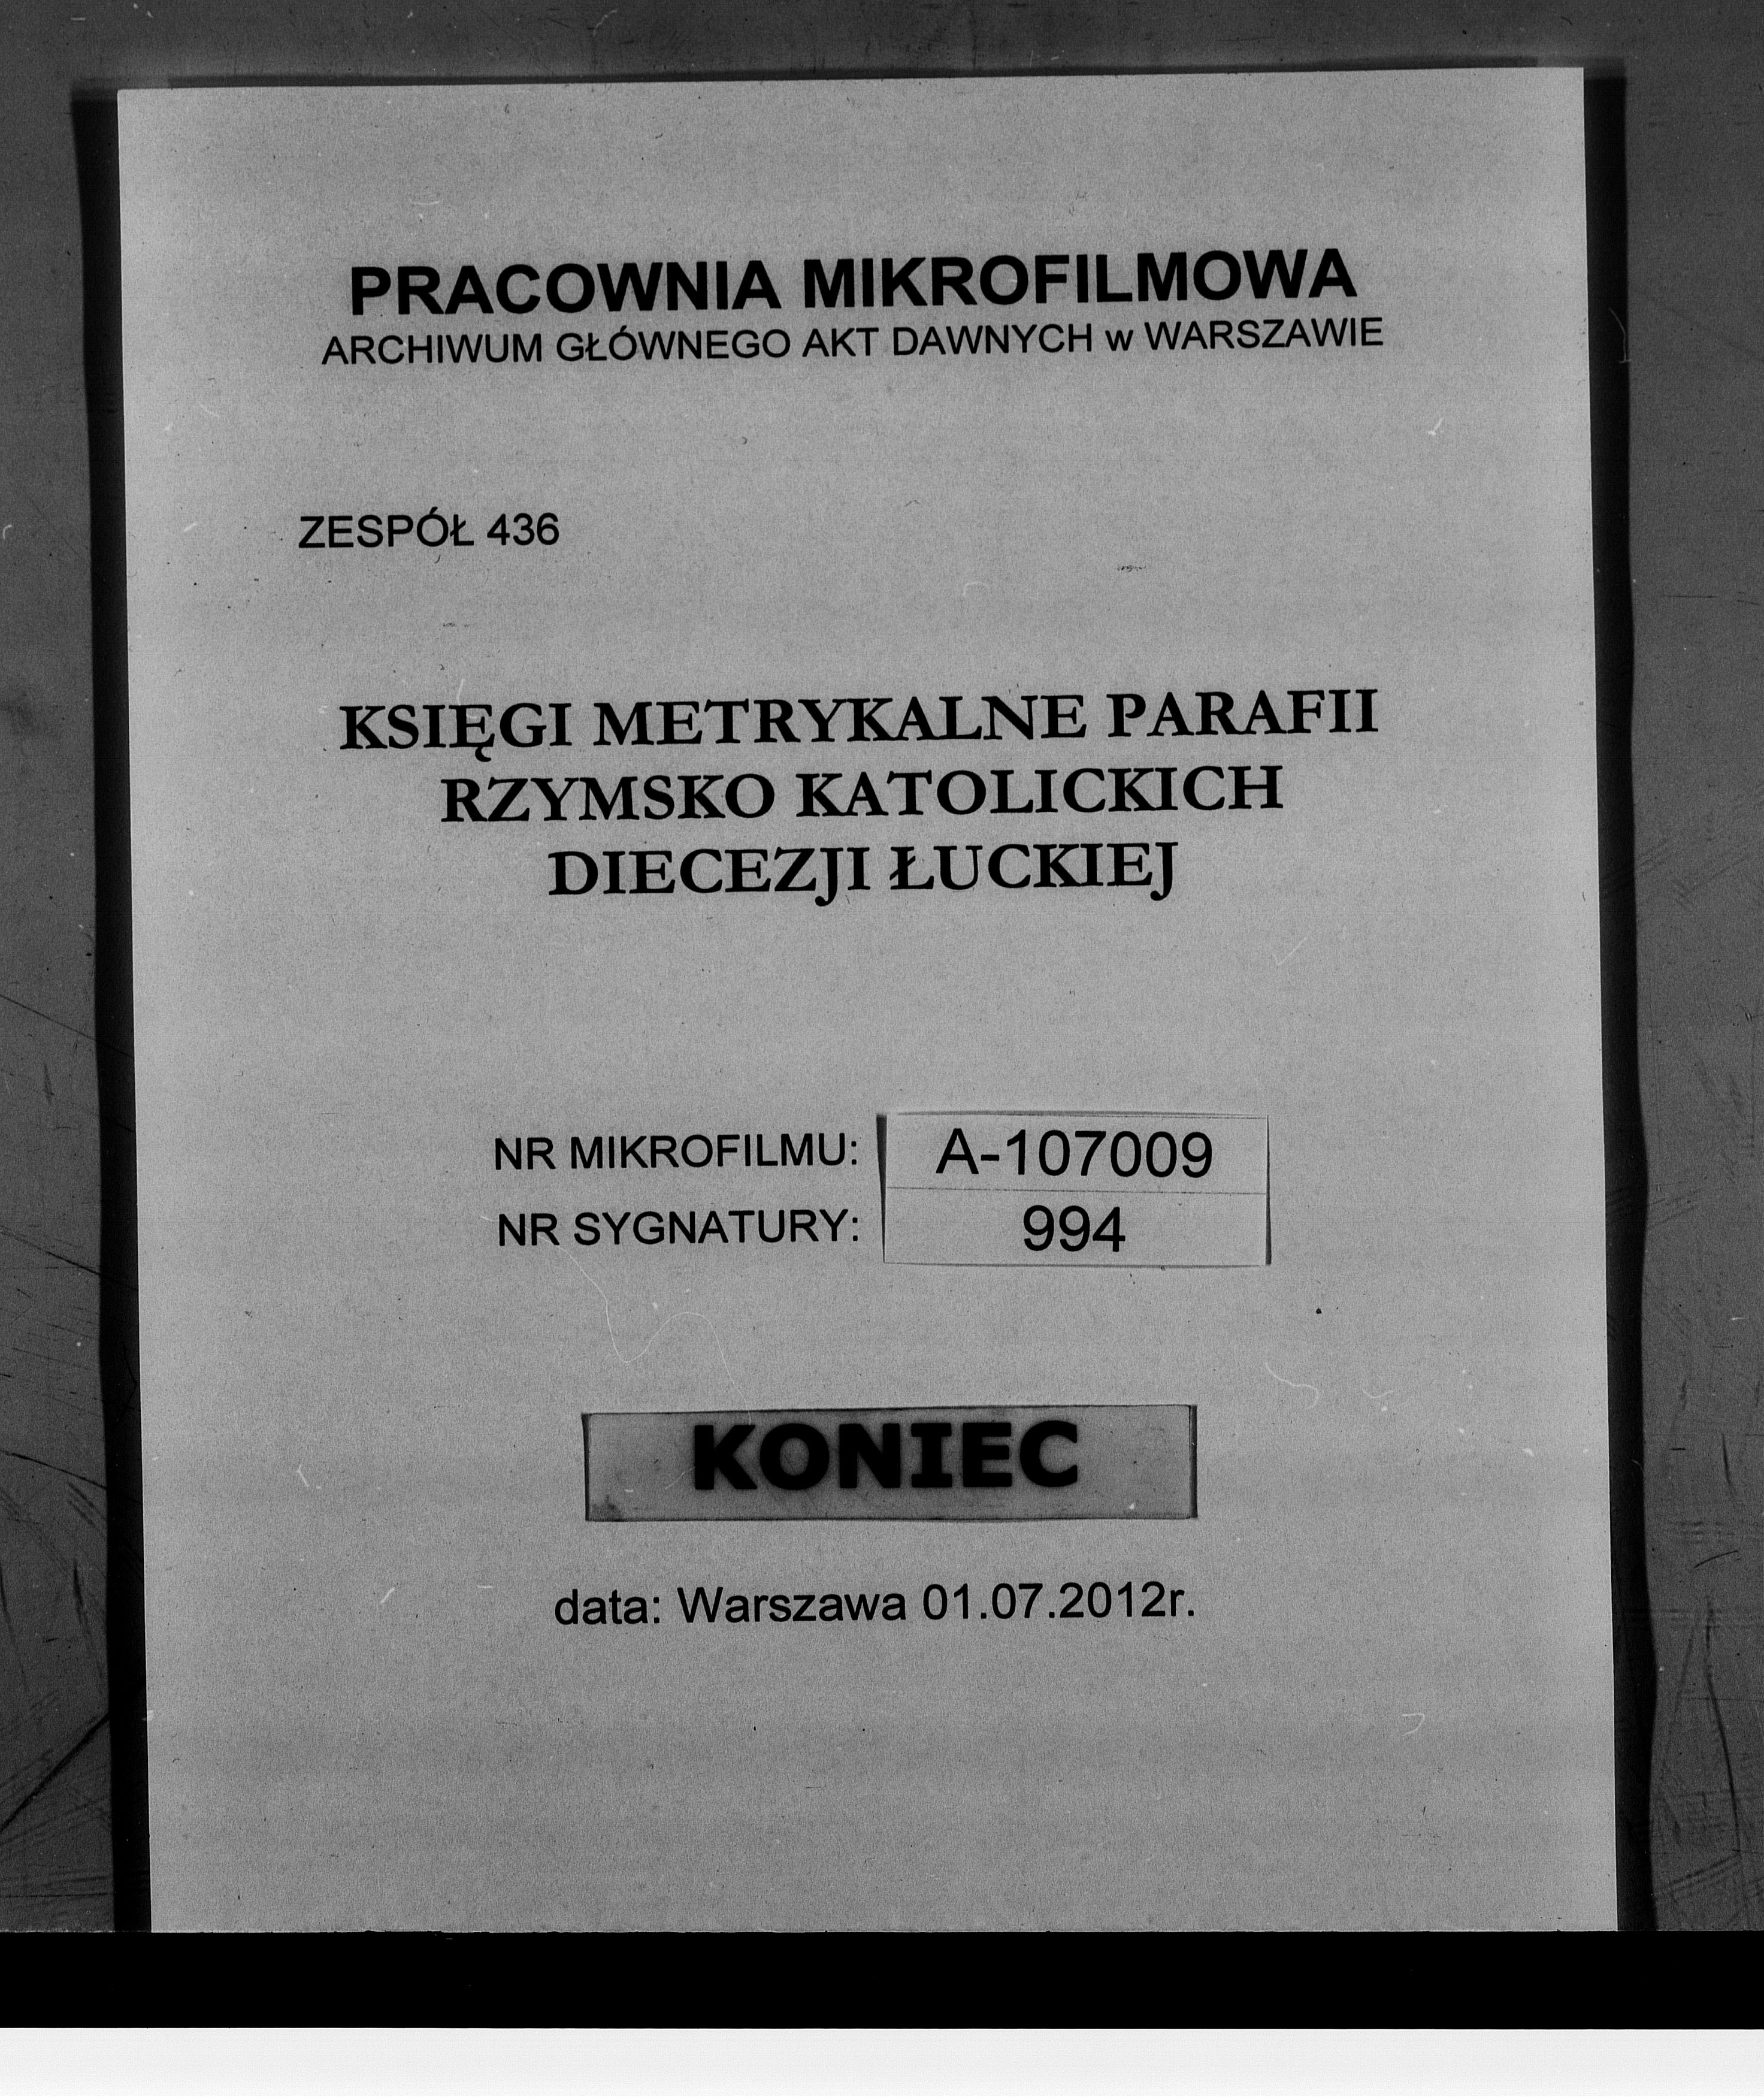 PRACOWNIA MIKROFILMOWA
ARCHIWUM GŁÓWNEGO AKT DAWNYCH w WARSZAWIE
ZESPÓŁ 436
KSIĘGI METRYKALNE PARAFII
RZYMSKO KATOLICKICH
DIECEZJI ŁUCKIEJ
NR MIKROFILMU: A-107009
NR SYGNATURY: 994
KONIEC
data: Warszawa 01.07.2012r.